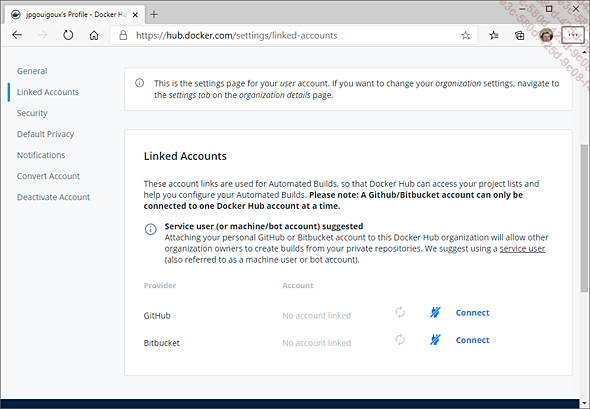 jpgouigoux's Profile - Docker Hu
https://hub.docker.com/settings/linked-accounts
General
Linked Accounts
Security
Default Privacy
Notifications
Convert Account
Deactivate Account
This is the settings page for your user account. If you want to change your organization settings, navigate to
the settings tab on the organization details page.
Linked Accounts
These account links are used for Automated Builds, so that Docker Hub can access your project lists and
help you configure your Automated Builds. Please note: A Github/Bitbucket account can only be
connected to one Docker Hub account at a time.
Service user (or machine/bot account) suggested
Attaching your personal GitHub or Bitbucket account to this Docker Hub organization will allow other
organization owners to create builds from your private repositories. We suggest using a service user
(also referred to as a machine user or bot account).
Provider Account
GitHub No account linked Connect
Bitbucket No account linked Connect